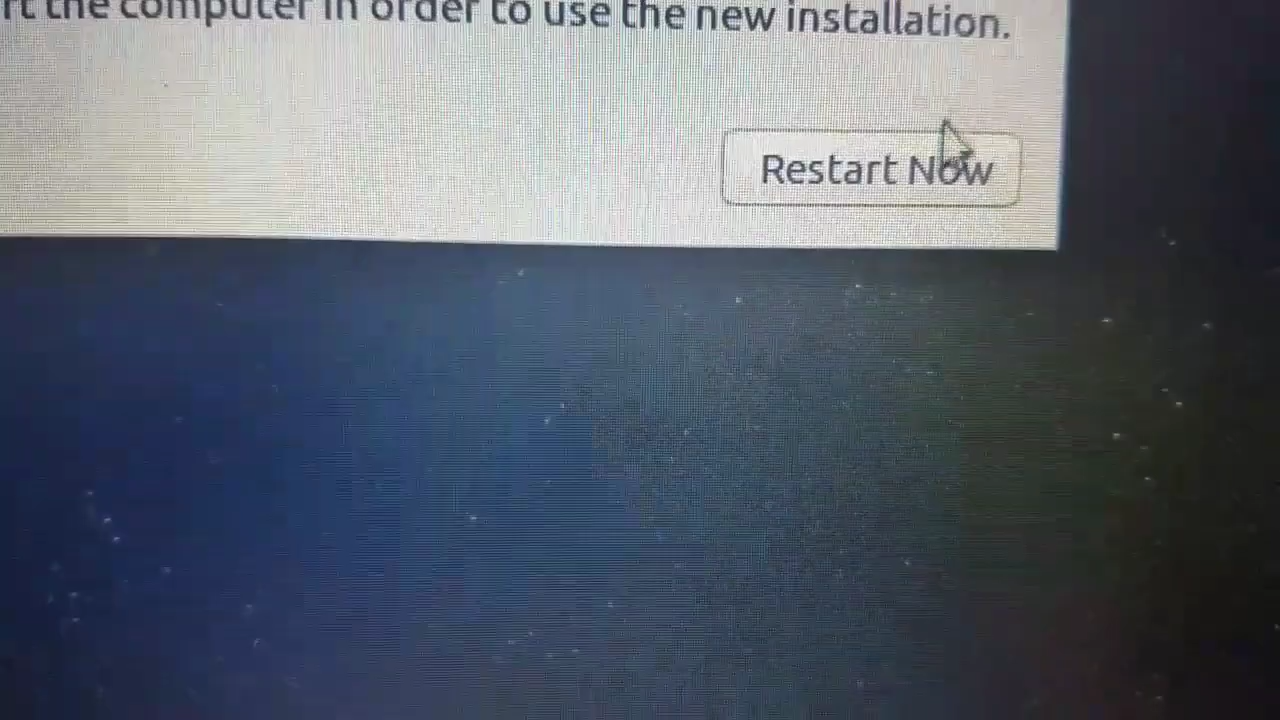 the computer in order to use the new installation.
Restart Now